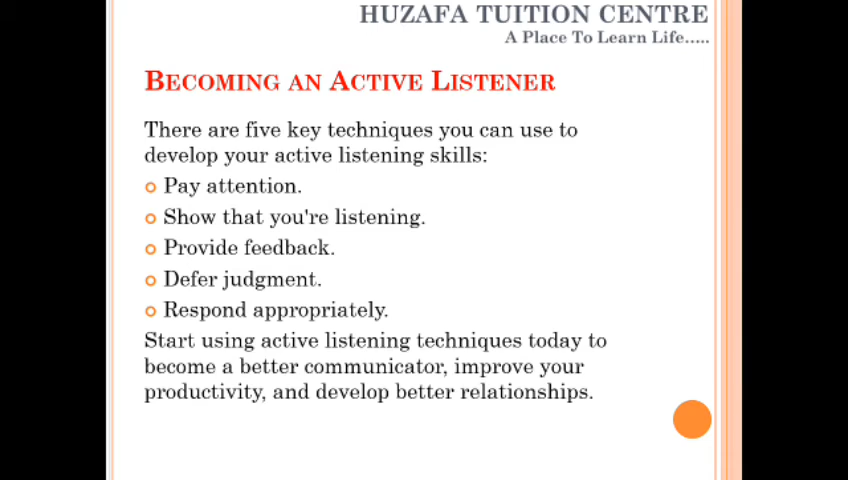 HUZAFA TUITION CENTRE
A Place To Learn Life.....
BECOMING AN ACTIVE LISTENER
There are five key techniques you can use to
develop your active listening skills:
Pay attention.
Show that you're listening.
Provide feedback.
Defer judgment.
Respond appropriately.
Start using active listening techniques today to
become a better communicator, improve your
productivity, and develop better relationships.